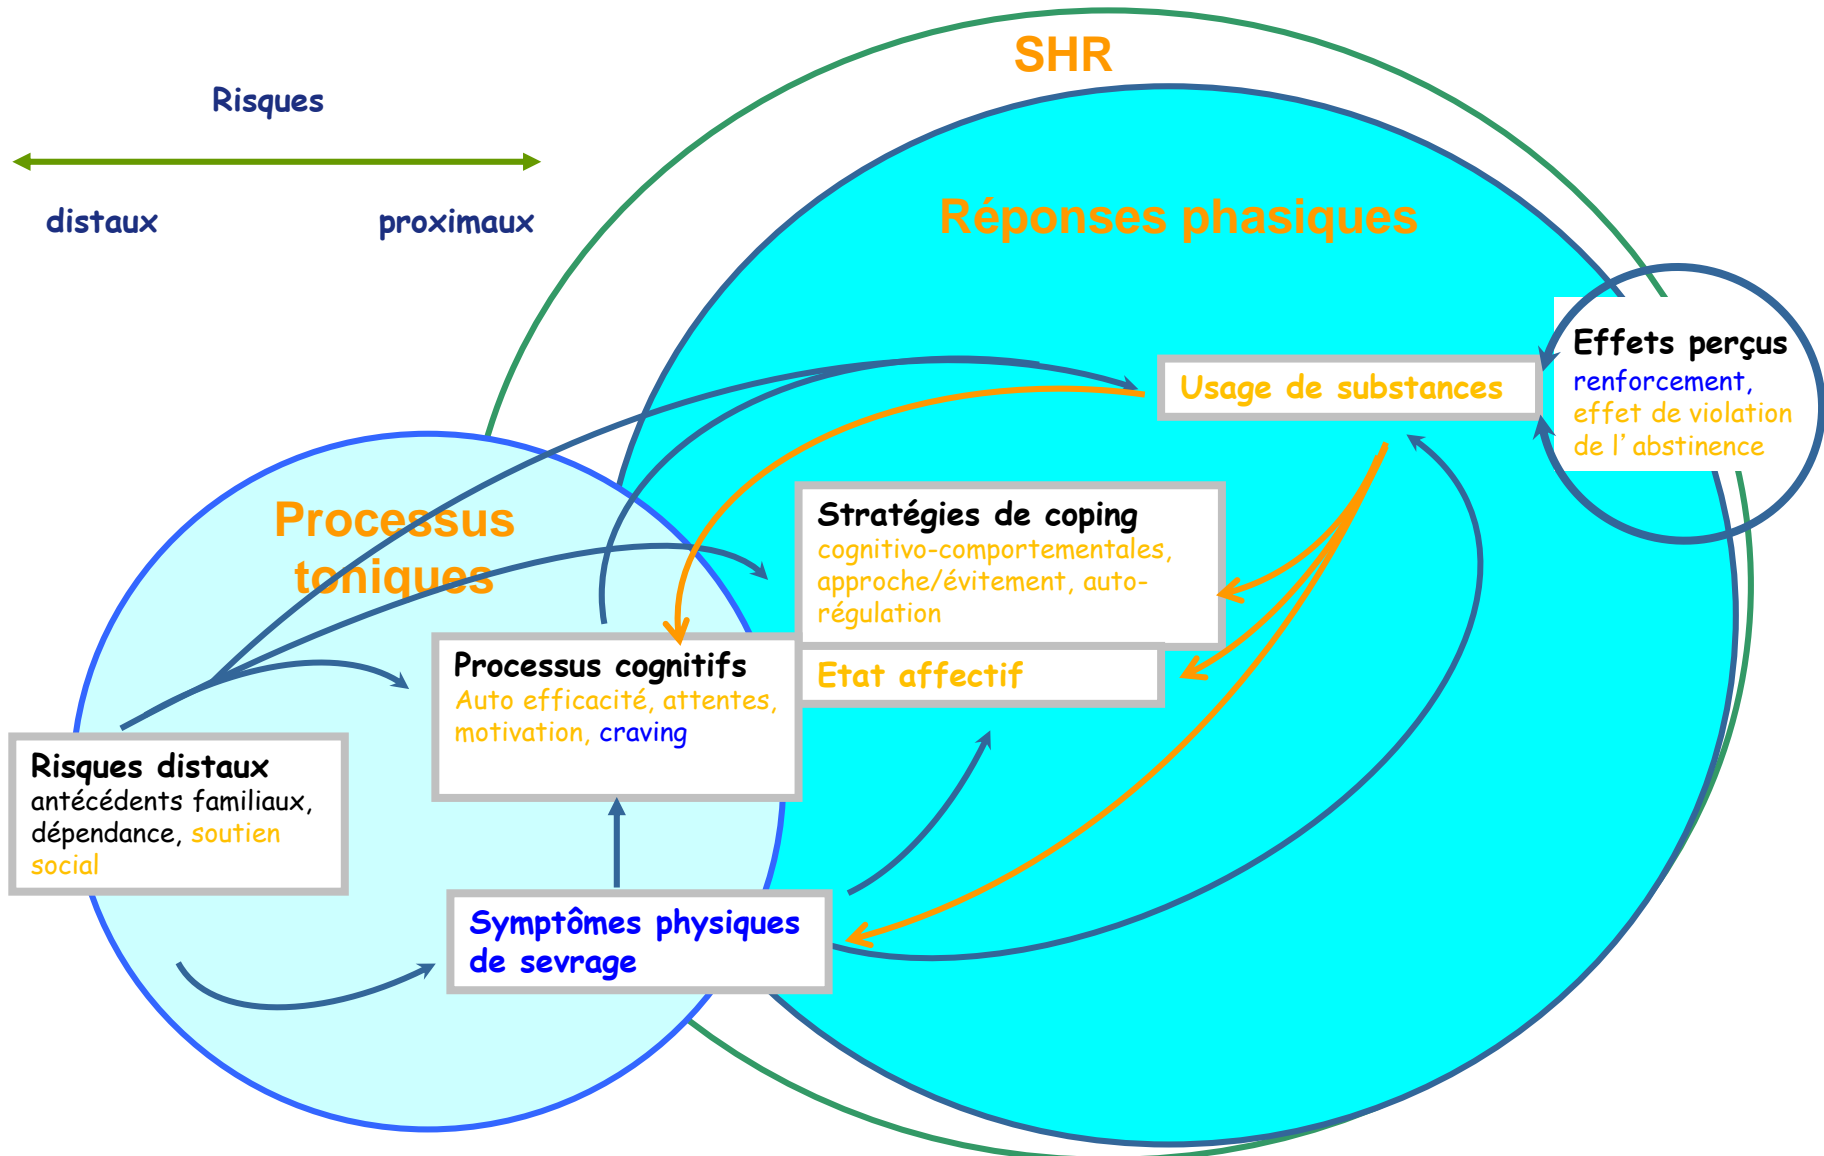 SHR
Risques
distaux
proximaux
Réponses phasiques
Effets perçus
renforcement,
effet de violation
de l’abstinence
Usage de substances
Processus
toniques
Stratégies de coping
cognitivo-comportementales,
approche/évitement, auto-
régulation
Etat affectif
Processus cognitifs
Auto efficacité, attentes,
motivation, craving
Risques distaux
antécédents familiaux,
dépendance, soutien
social
Symptômes physiques
de sevrage